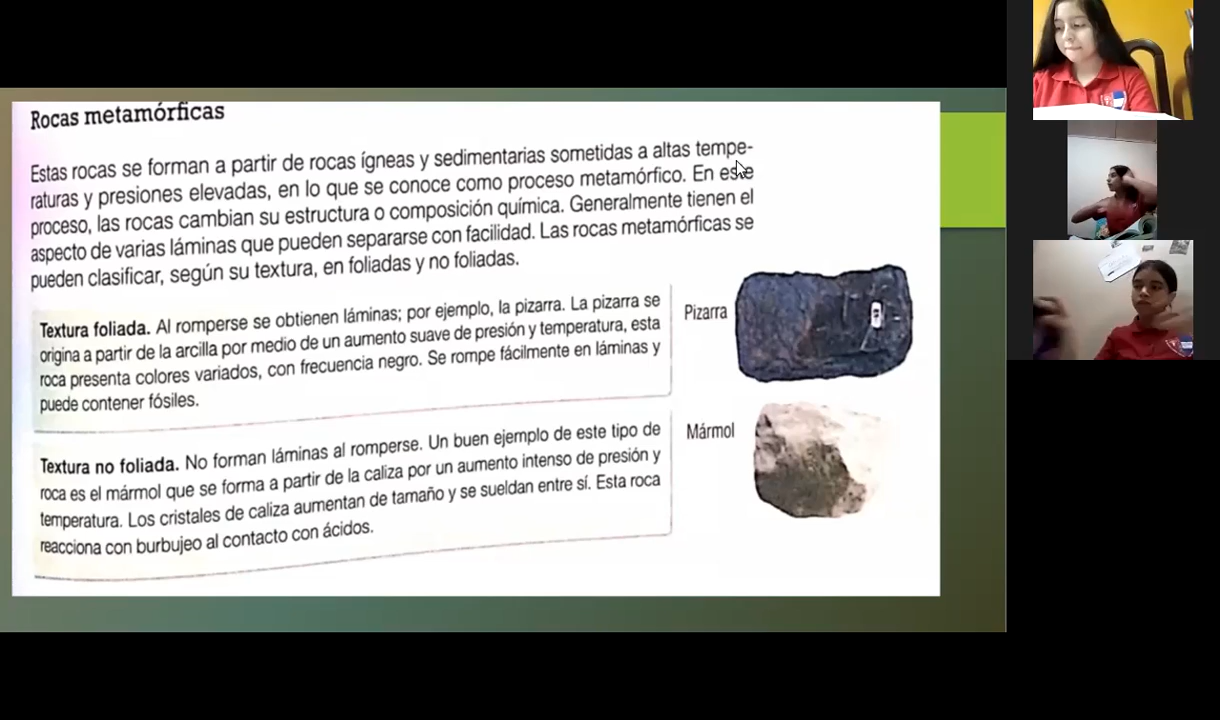 Rocas metamórficas
Estas rocas se forman a partir de rocas ígneas y sedimentarias sometidas a altas tempe-
raturas y presiones elevadas, en lo que se conoce como proceso metamórfico. En este
proceso, las rocas cambian su estructura o composición química. Generalmente tienen el
aspecto de varias láminas que pueden separarse con facilidad. Las rocas metamórficas se
pueden clasificar, según su textura, en foliadas y no foliadas.
Textura foliada. Al romperse se obtienen láminas; por ejemplo, la pizarra. La pizarra se
origina a partir de la arcilla por medio de un aumento suave de presión y temperatura, esta
roca presenta colores variados, con frecuencia negro. Se rompe fácilmente en láminas y
puede contener fósiles.
Pizarra
Textura no foliada. No forman láminas al romperse. Un buen ejemplo de este tipo de
roca es el mármol que se forma a partir de la caliza por un aumento intenso de presión y
temperatura. Los cristales de caliza aumentan de tamaño y se sueldan entre sí. Esta roca
reacciona con burbujeo al contacto con ácidos.
Mármol